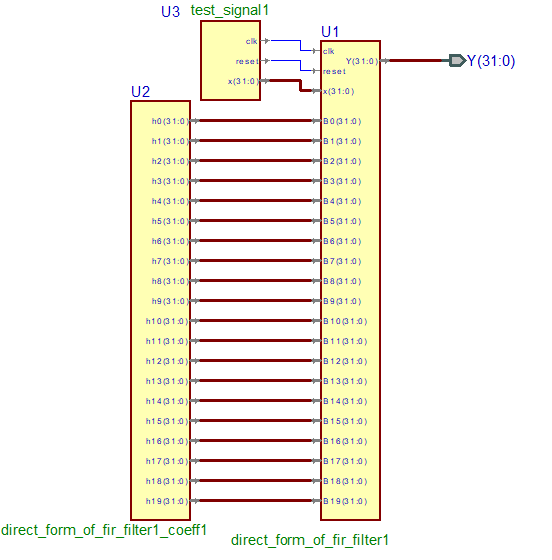 U3 test_signal1
U1
clk clk
Y(31:0) Y(31:0)
reset reset
x(31:0) x(31:0)
U2
h0(31:0) B0(31:0)
h1(31:0) B1(31:0)
h2(31:0) B2(31:0)
h3(31:0) B3(31:0)
h4(31:0) B4(31:0)
h5(31:0) B5(31:0)
h6(31:0) B6(31:0)
h7(31:0) B7(31:0)
h8(31:0) B8(31:0)
h9(31:0) B9(31:0)
h10(31:0) B10(31:0)
h11(31:0) B11(31:0)
h12(31:0) B12(31:0)
h13(31:0) B13(31:0)
h14(31:0) B14(31:0)
h15(31:0) B15(31:0)
h16(31:0) B16(31:0)
h17(31:0) B17(31:0)
h18(31:0) B18(31:0)
h19(31:0) B19(31:0)
direct_form_of_fir_filter1_coeff1
direct_form_of_fir_filter1